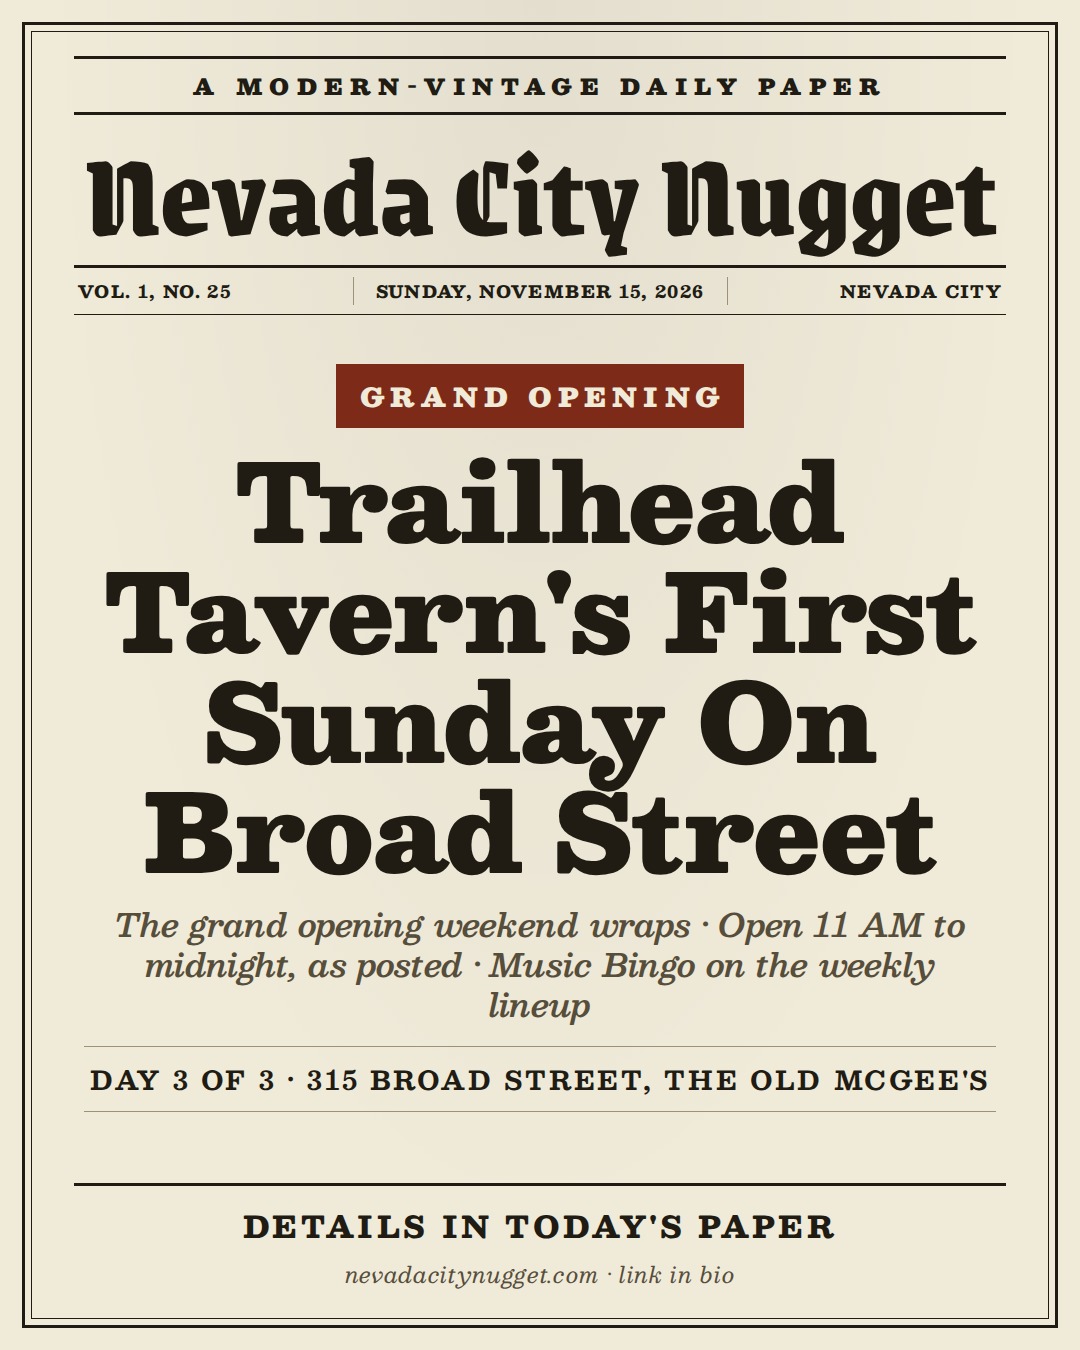 A MODERN-VINTAGE DAILY PAPER
Nevada City Nugget
VOL. 1, NO. 25
SUNDAY, NOVEMBER 15, 2026
NEVADA CITY
GRAND OPENING
Trailhead
Tavern's First
Sunday On
Broad Street
The grand opening weekend wraps · Open 11 AM to
midnight, as posted · Music Bingo on the weekly
lineup
DAY 3 OF 3 · 315 BROAD STREET, THE OLD MCGEE'S
DETAILS IN TODAY'S PAPER
nevadacitynugget.com · link in bio